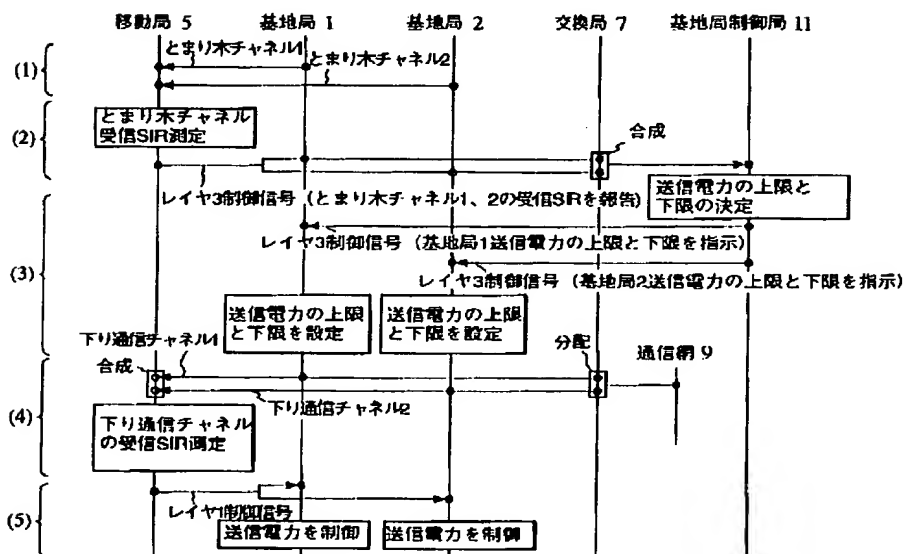 移動局 5
基地局 1
基地局 2
交換局 7
基地局制御局 11
(1)
とまり木チャネル1
とまり木チャネル2
(2)
とまり木チャネル
受信SIR測定
合成
レイヤ3制御信号 (とまり木チャネル1、2の受信SIRを報告)
送信電力の上限と
下限の決定
(3)
レイヤ3制御信号 (基地局1送信電力の上限と下限を指示)
レイヤ3制御信号 (基地局2送信電力の上限と下限を指示)
送信電力の上限
と下限を設定
送信電力の上限
と下限を設定
(4)
下り通信チャネル1
合成
分配
通信網 9
下り通信チャネル2
下り通信チャネル
の受信SIR測定
(5)
レイヤ1制御信号
送信電力を制御
送信電力を制御